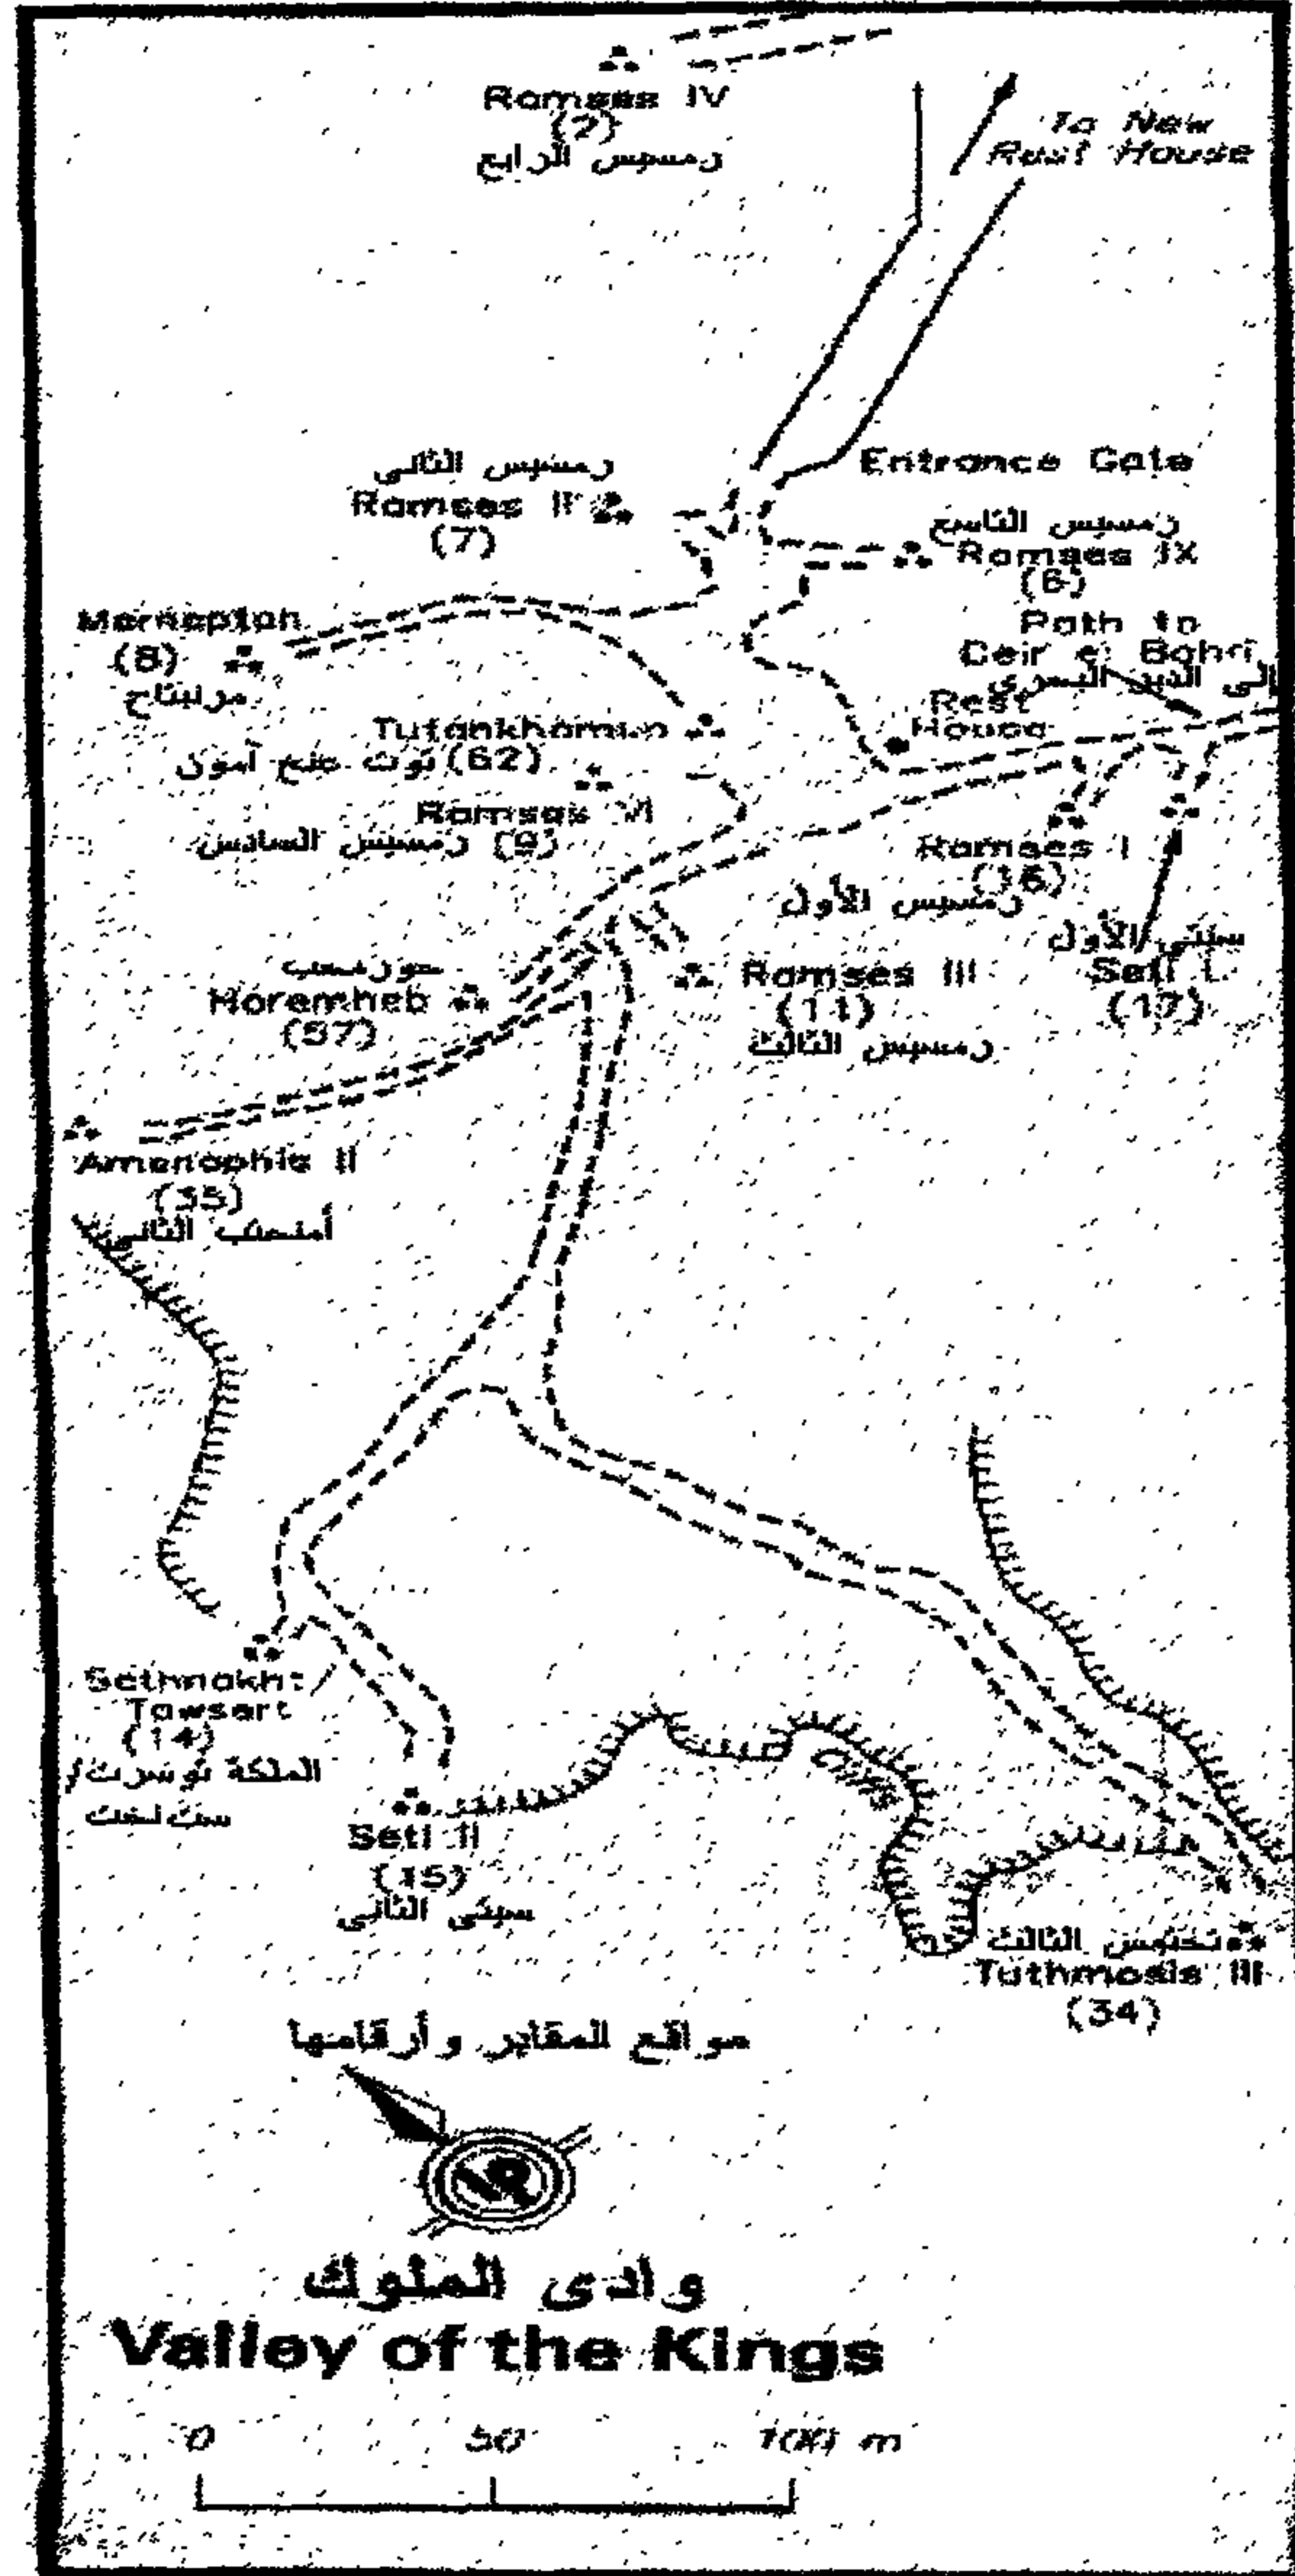 Ramses IV
(2)
رمسيس الرابع
To New
Rest House
Entrance Gate
رمسيس الثانى
Ramses II
(7)
رمسيس التاسع
Ramses IX
(6)
Merneptah
(8)
مرنبتاح
Path to
Deir el Bahri
إلى الدير البحرى
Rest
House
Tutankhamun
(62) توت عنخ آمون
Ramses VI
(9) رمسيس السادس
Ramses I
(16)
رمسيس الأول
سيتى الأول
Seti I
(17)
حور محب
Horemheb
(57)
Ramses III
(11)
رمسيس الثالث
Amenophis II
(35)
أمنحتب الثانى
Sethnakht/
Tawsert
(14)
الملكة توسرت/
ست نخت
Cliffs
Seti II
(15)
سيتى الثانى
تحتمس الثالث
Tuthmosis III
(34)
مواقع المقابر وأرقامها
وادى الملوك
Valley of the Kings
0 50 100 m